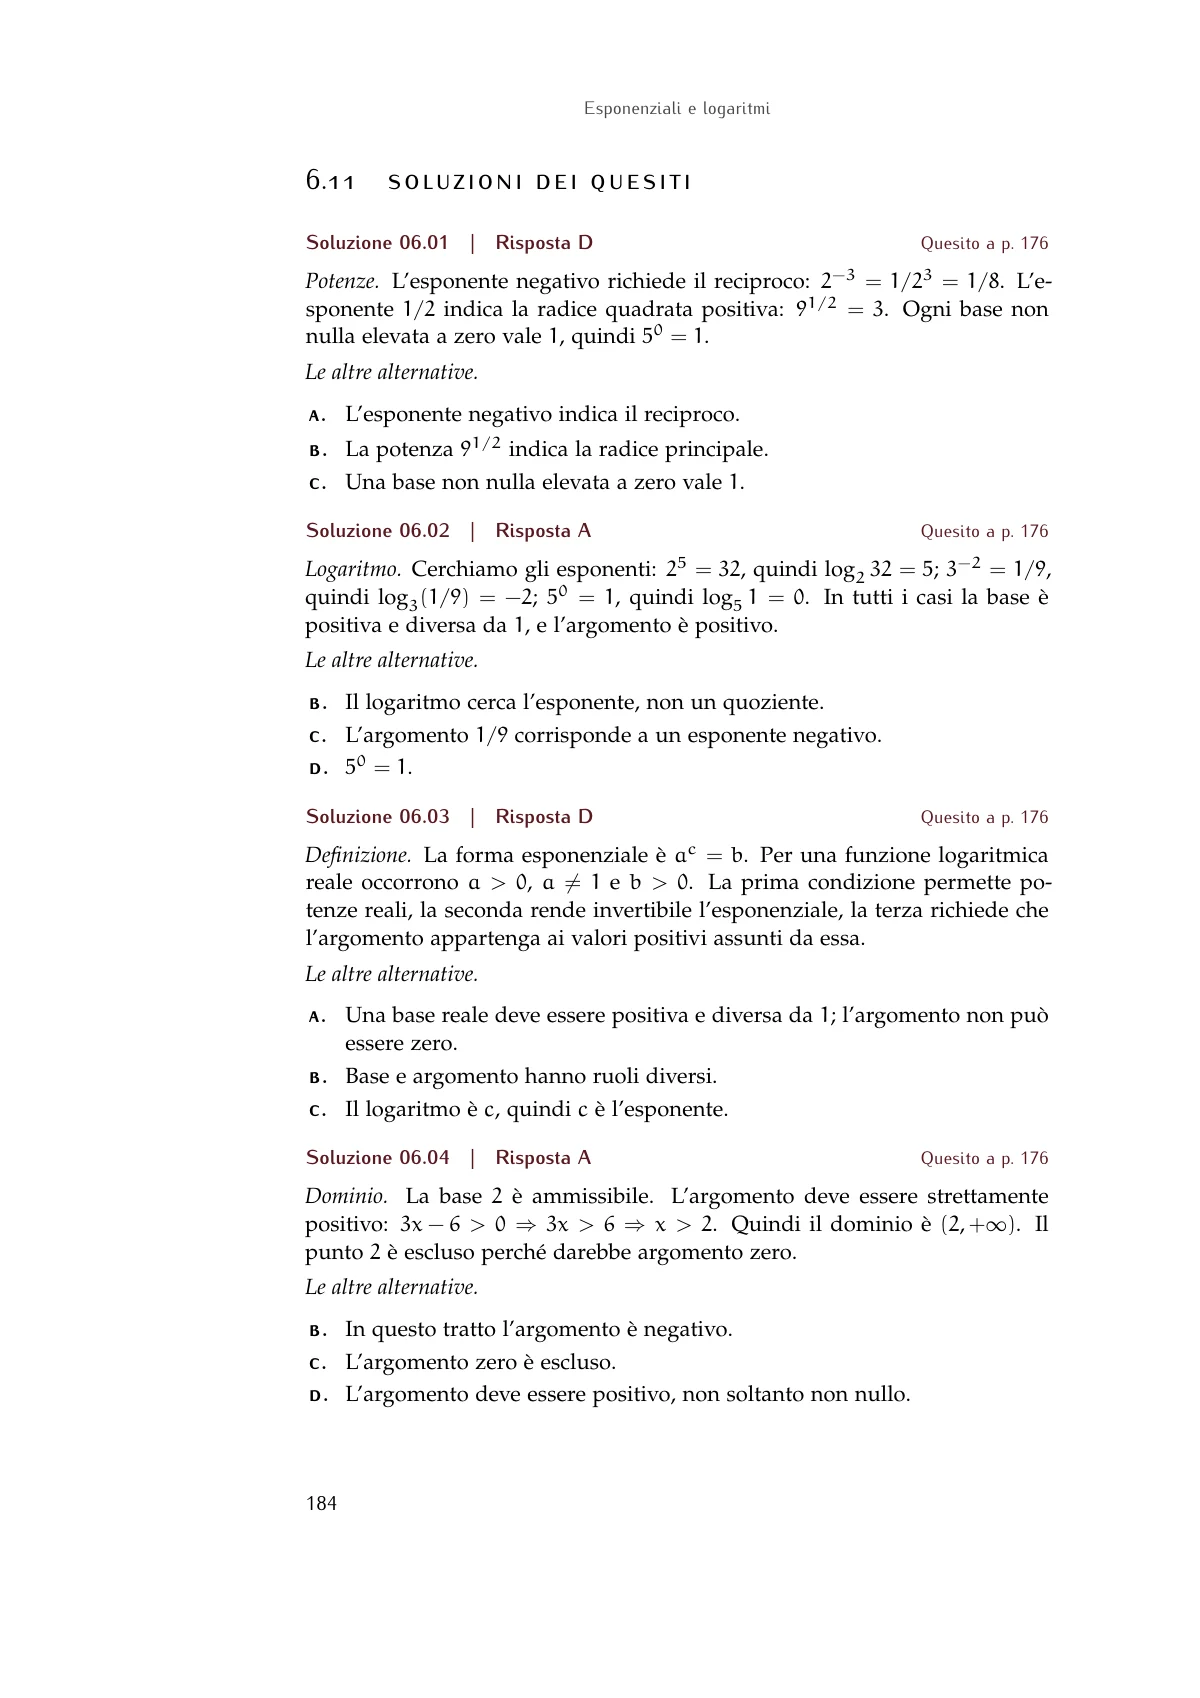 Esponenziali e logaritmi
6.11 SOLUZIONI DEI QUESITI
Soluzione 06.01 | Risposta D Quesito a p. 176
Potenze. L'esponente negativo richiede il reciproco: 2⁻³ = 1/2³ = 1/8. L'e-
sponente 1/2 indica la radice quadrata positiva: 9^{1/2} = 3. Ogni base non
nulla elevata a zero vale 1, quindi 5⁰ = 1.
Le altre alternative.
A. L'esponente negativo indica il reciproco.
B. La potenza 9^{1/2} indica la radice principale.
C. Una base non nulla elevata a zero vale 1.
Soluzione 06.02 | Risposta A Quesito a p. 176
Logaritmo. Cerchiamo gli esponenti: 2⁵ = 32, quindi log₂ 32 = 5; 3⁻² = 1/9,
quindi log₃(1/9) = −2; 5⁰ = 1, quindi log₅ 1 = 0. In tutti i casi la base è
positiva e diversa da 1, e l'argomento è positivo.
Le altre alternative.
B. Il logaritmo cerca l'esponente, non un quoziente.
C. L'argomento 1/9 corrisponde a un esponente negativo.
D. 5⁰ = 1.
Soluzione 06.03 | Risposta D Quesito a p. 176
Definizione. La forma esponenziale è aᶜ = b. Per una funzione logaritmica
reale occorrono a > 0, a ≠ 1 e b > 0. La prima condizione permette po-
tenze reali, la seconda rende invertibile l'esponenziale, la terza richiede che
l'argomento appartenga ai valori positivi assunti da essa.
Le altre alternative.
A. Una base reale deve essere positiva e diversa da 1; l'argomento non può
essere zero.
B. Base e argomento hanno ruoli diversi.
C. Il logaritmo è c, quindi c è l'esponente.
Soluzione 06.04 | Risposta A Quesito a p. 176
Dominio. La base 2 è ammissibile. L'argomento deve essere strettamente
positivo: 3x − 6 > 0 ⇒ 3x > 6 ⇒ x > 2. Quindi il dominio è (2, +∞). Il
punto 2 è escluso perché darebbe argomento zero.
Le altre alternative.
B. In questo tratto l'argomento è negativo.
C. L'argomento zero è escluso.
D. L'argomento deve essere positivo, non soltanto non nullo.
184